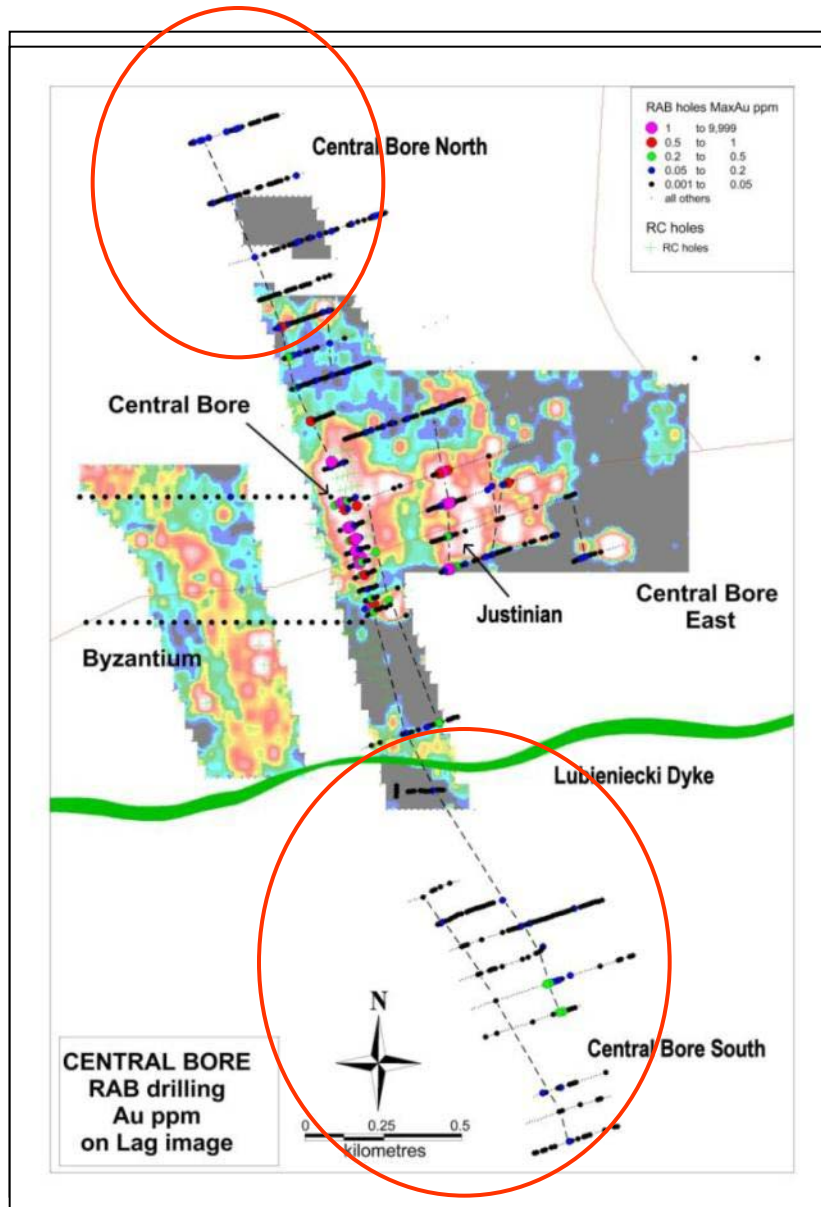 RAB holes MaxAu ppm
1 to 9,999
0.5 to 1
0.2 to 0.5
0.05 to 0.2
0.001 to 0.05
all others
RC holes
RC holes
Central Bore North
Central Bore
Justinian
Central Bore
East
Byzantium
Lubieniecki Dyke
N
CENTRAL BORE
RAB drilling
Au ppm
on Lag image
0 0.25 0.5
kilometres
Central Bore South